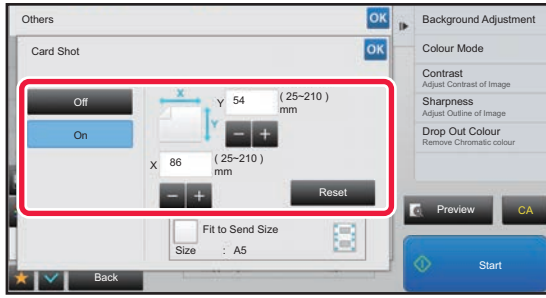 Others
OK
Card Shot
OK
Off
On
X
Y
Y 54 ( 25~210 )
mm
- +
X 86 ( 25~210 )
mm
- +
Reset
Fit to Send Size
Size : A5
Back
Background Adjustment
Colour Mode
Contrast
Adjust Contrast of Image
Sharpness
Adjust Outline of Image
Drop Out Colour
Remove Chromatic colour
Preview
CA
Start